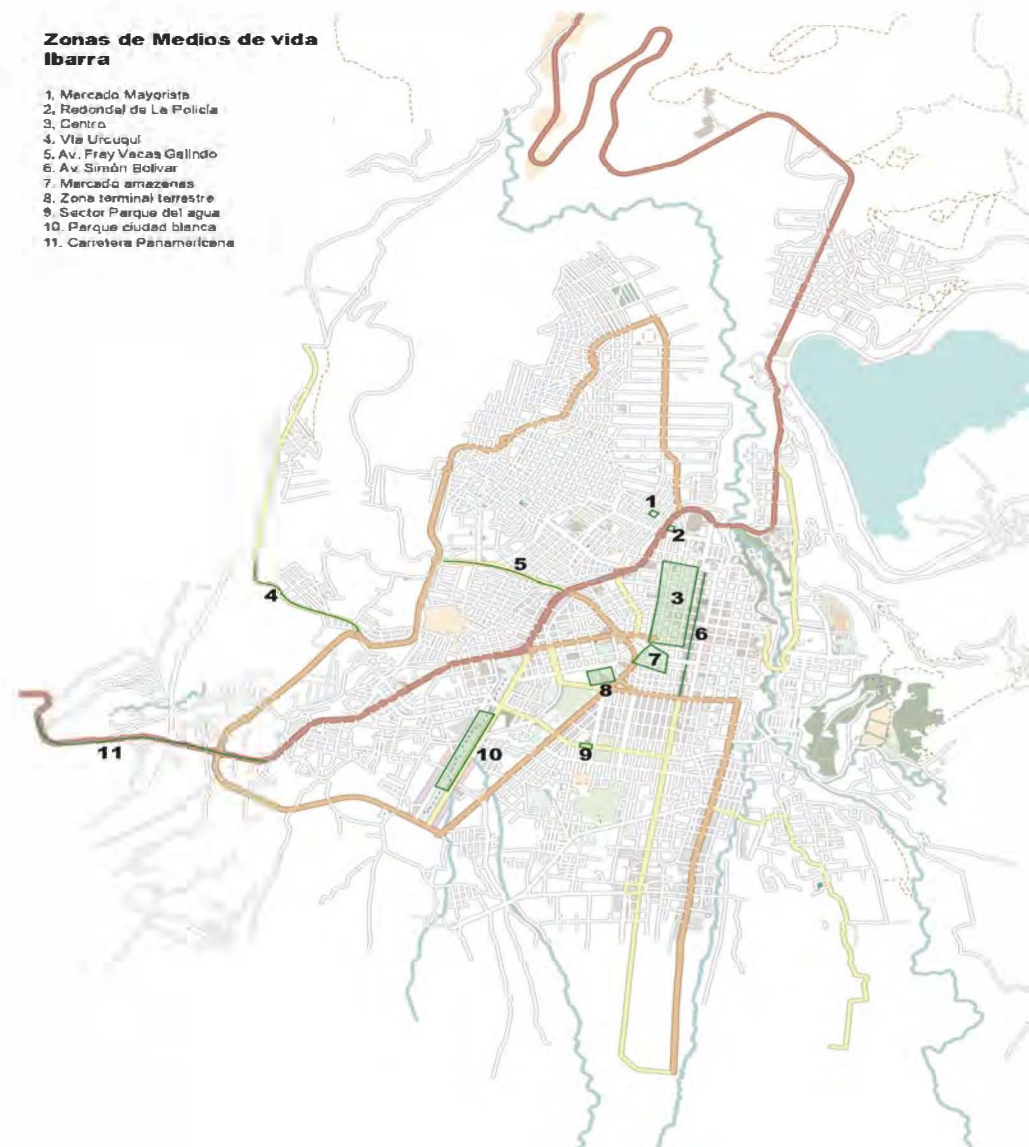 Zonas de Medios de vida
Ibarra
1, Mercado Mayorista
2, Redondel de La Policía
3, Centro
4. Vía Urcuquí
5. Av. Fray Vacas Galindo
6. Av Simón Bolívar
7. Mercado amazonas
8. Zona terminal terrestre
9. Sector Parque del agua
10. Parque ciudad blanca
11. Carretera Panamericana
1
2
5
3
4
6
7
8
11
10
9